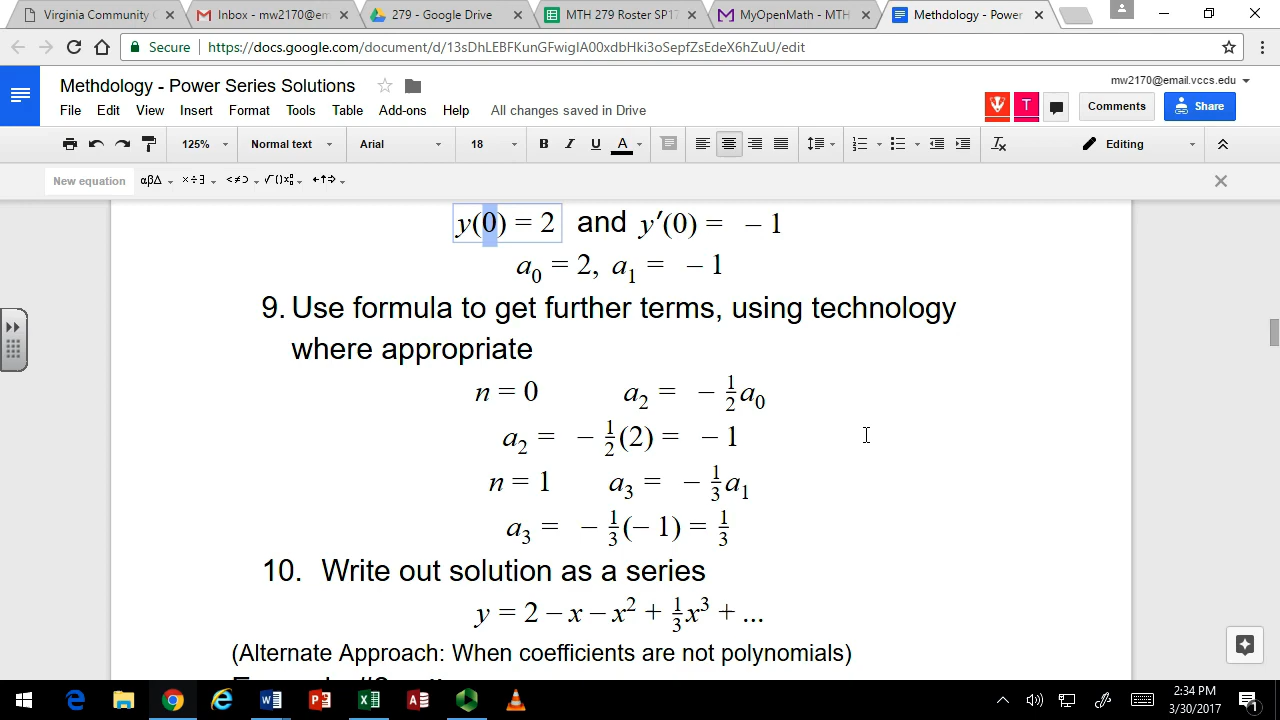 Virginia Community C
Inbox - mw2170@em
279 - Google Drive
MTH 279 Roster SP17
MyOpenMath - MTH
Methdology - Power
Secure | https://docs.google.com/document/d/13sDhLEBFKunGFwigIA00xdbHki3oSepfZsEdeX6hZuU/edit
Methdology - Power Series Solutions
mw2170@email.vccs.edu
File Edit View Insert Format Tools Table Add-ons Help All changes saved in Drive
T
Comments
Share
125% Normal text Arial 18 B I U A Editing
New equation αβΔ ×÷∃ <≠⊃
y(0) = 2 and y′(0) = − 1
a₀ = 2, a₁ = − 1
9. Use formula to get further terms, using technology
where appropriate
n = 0 a₂ = − ½a₀
a₂ = − ½(2) = − 1
n = 1 a₃ = − ⅓a₁
a₃ = − ⅓(− 1) = ⅓
10. Write out solution as a series
y = 2 − x − x² + ⅓x³ + ...
(Alternate Approach: When coefficients are not polynomials)
2:34 PM
3/30/2017
1